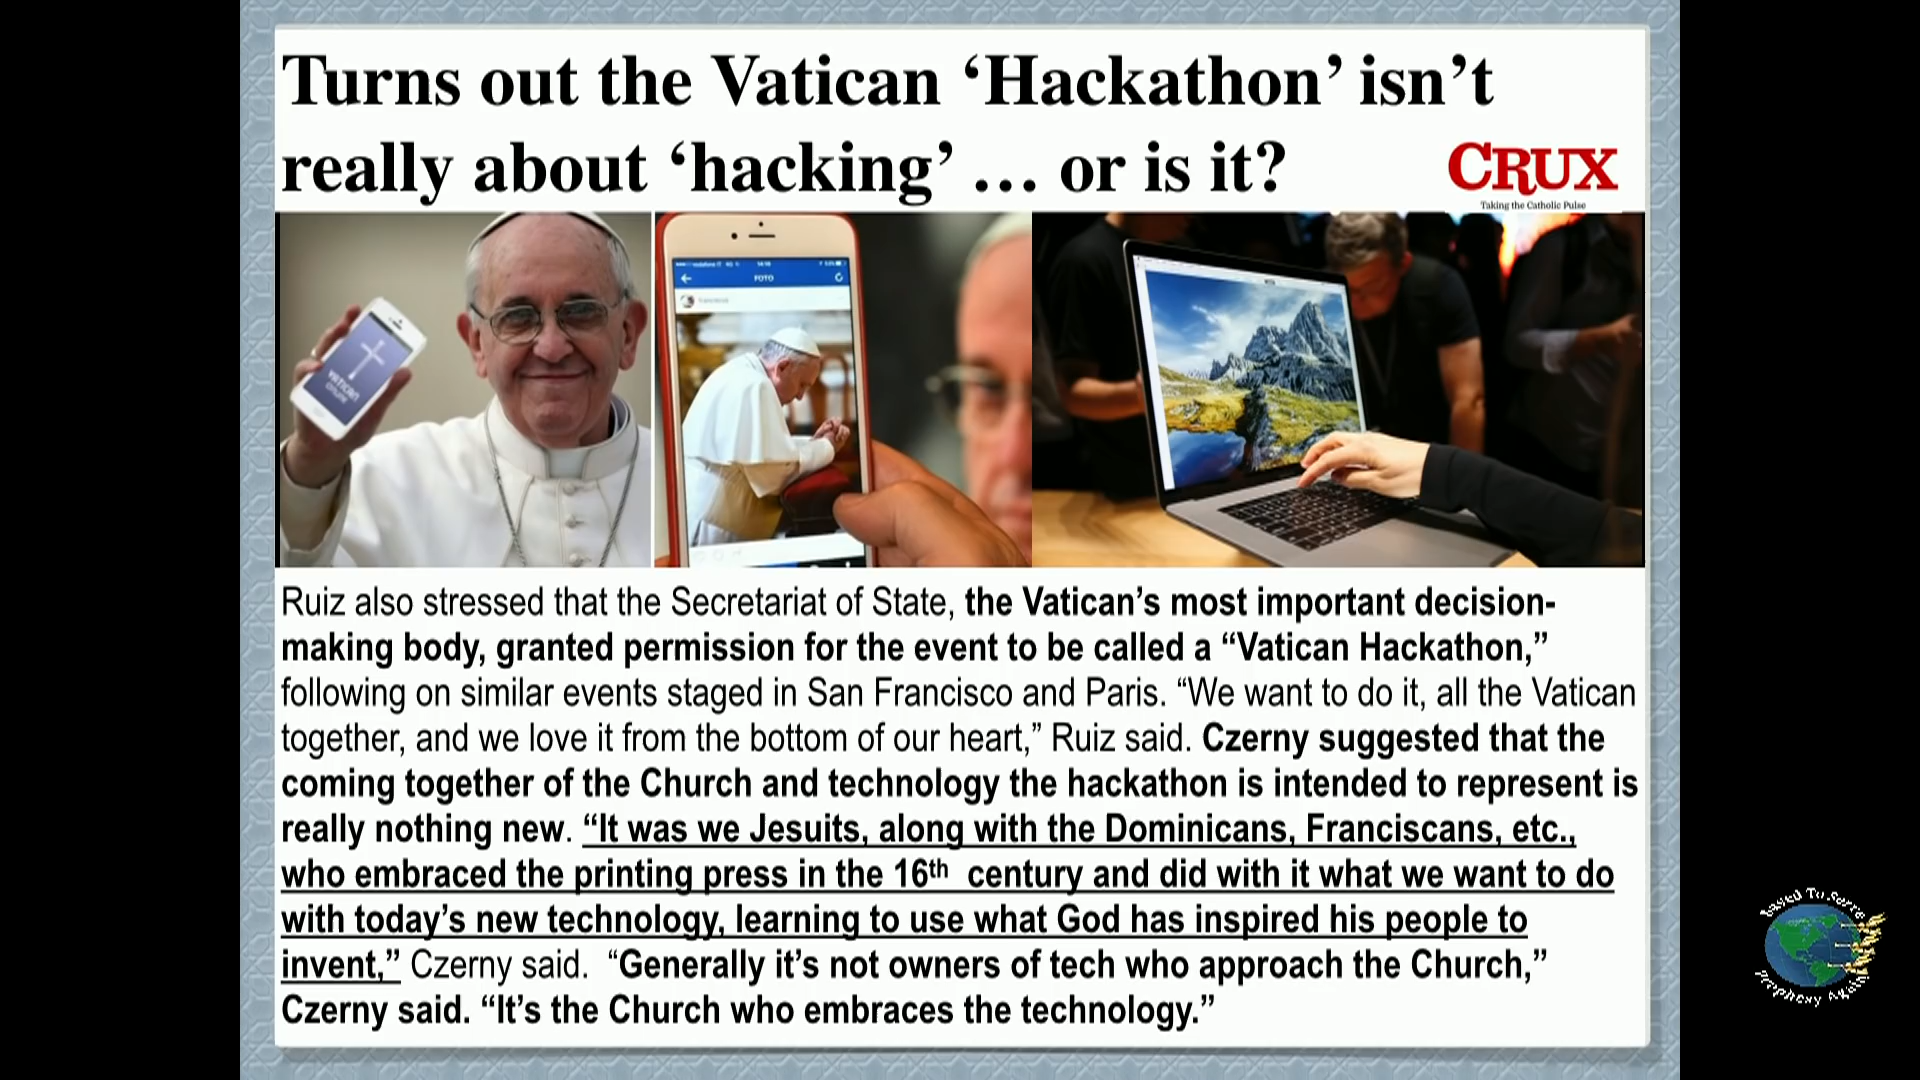 Turns out the Vatican ‘Hackathon’ isn’t
really about ‘hacking’ … or is it?
CRUX
Taking the Catholic Pulse
FOTO
VATICAN
Ruiz also stressed that the Secretariat of State, the Vatican’s most important decision-
making body, granted permission for the event to be called a “Vatican Hackathon,”
following on similar events staged in San Francisco and Paris. “We want to do it, all the Vatican
together, and we love it from the bottom of our heart,” Ruiz said. Czerny suggested that the
coming together of the Church and technology the hackathon is intended to represent is
really nothing new. “It was we Jesuits, along with the Dominicans, Franciscans, etc.,
who embraced the printing press in the 16th century and did with it what we want to do
with today’s new technology, learning to use what God has inspired his people to
invent,” Czerny said. “Generally it’s not owners of tech who approach the Church,”
Czerny said. “It’s the Church who embraces the technology.”
To Serve
Prophecy Again